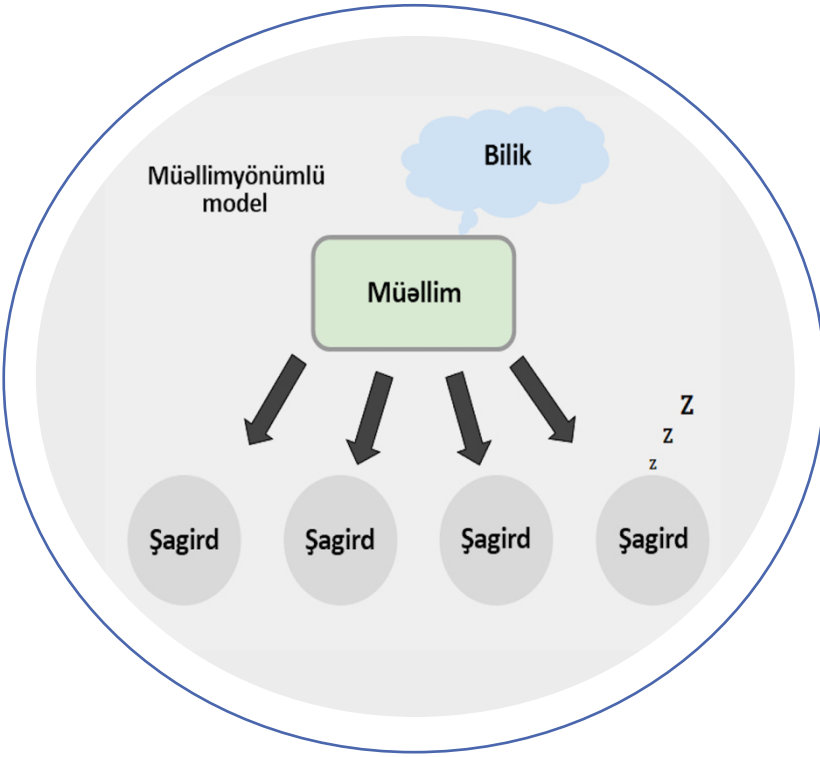 Bilik
Müəllimyönümlü
model
Müəllim
Z
Z
z
Şagird
Şagird
Şagird
Şagird